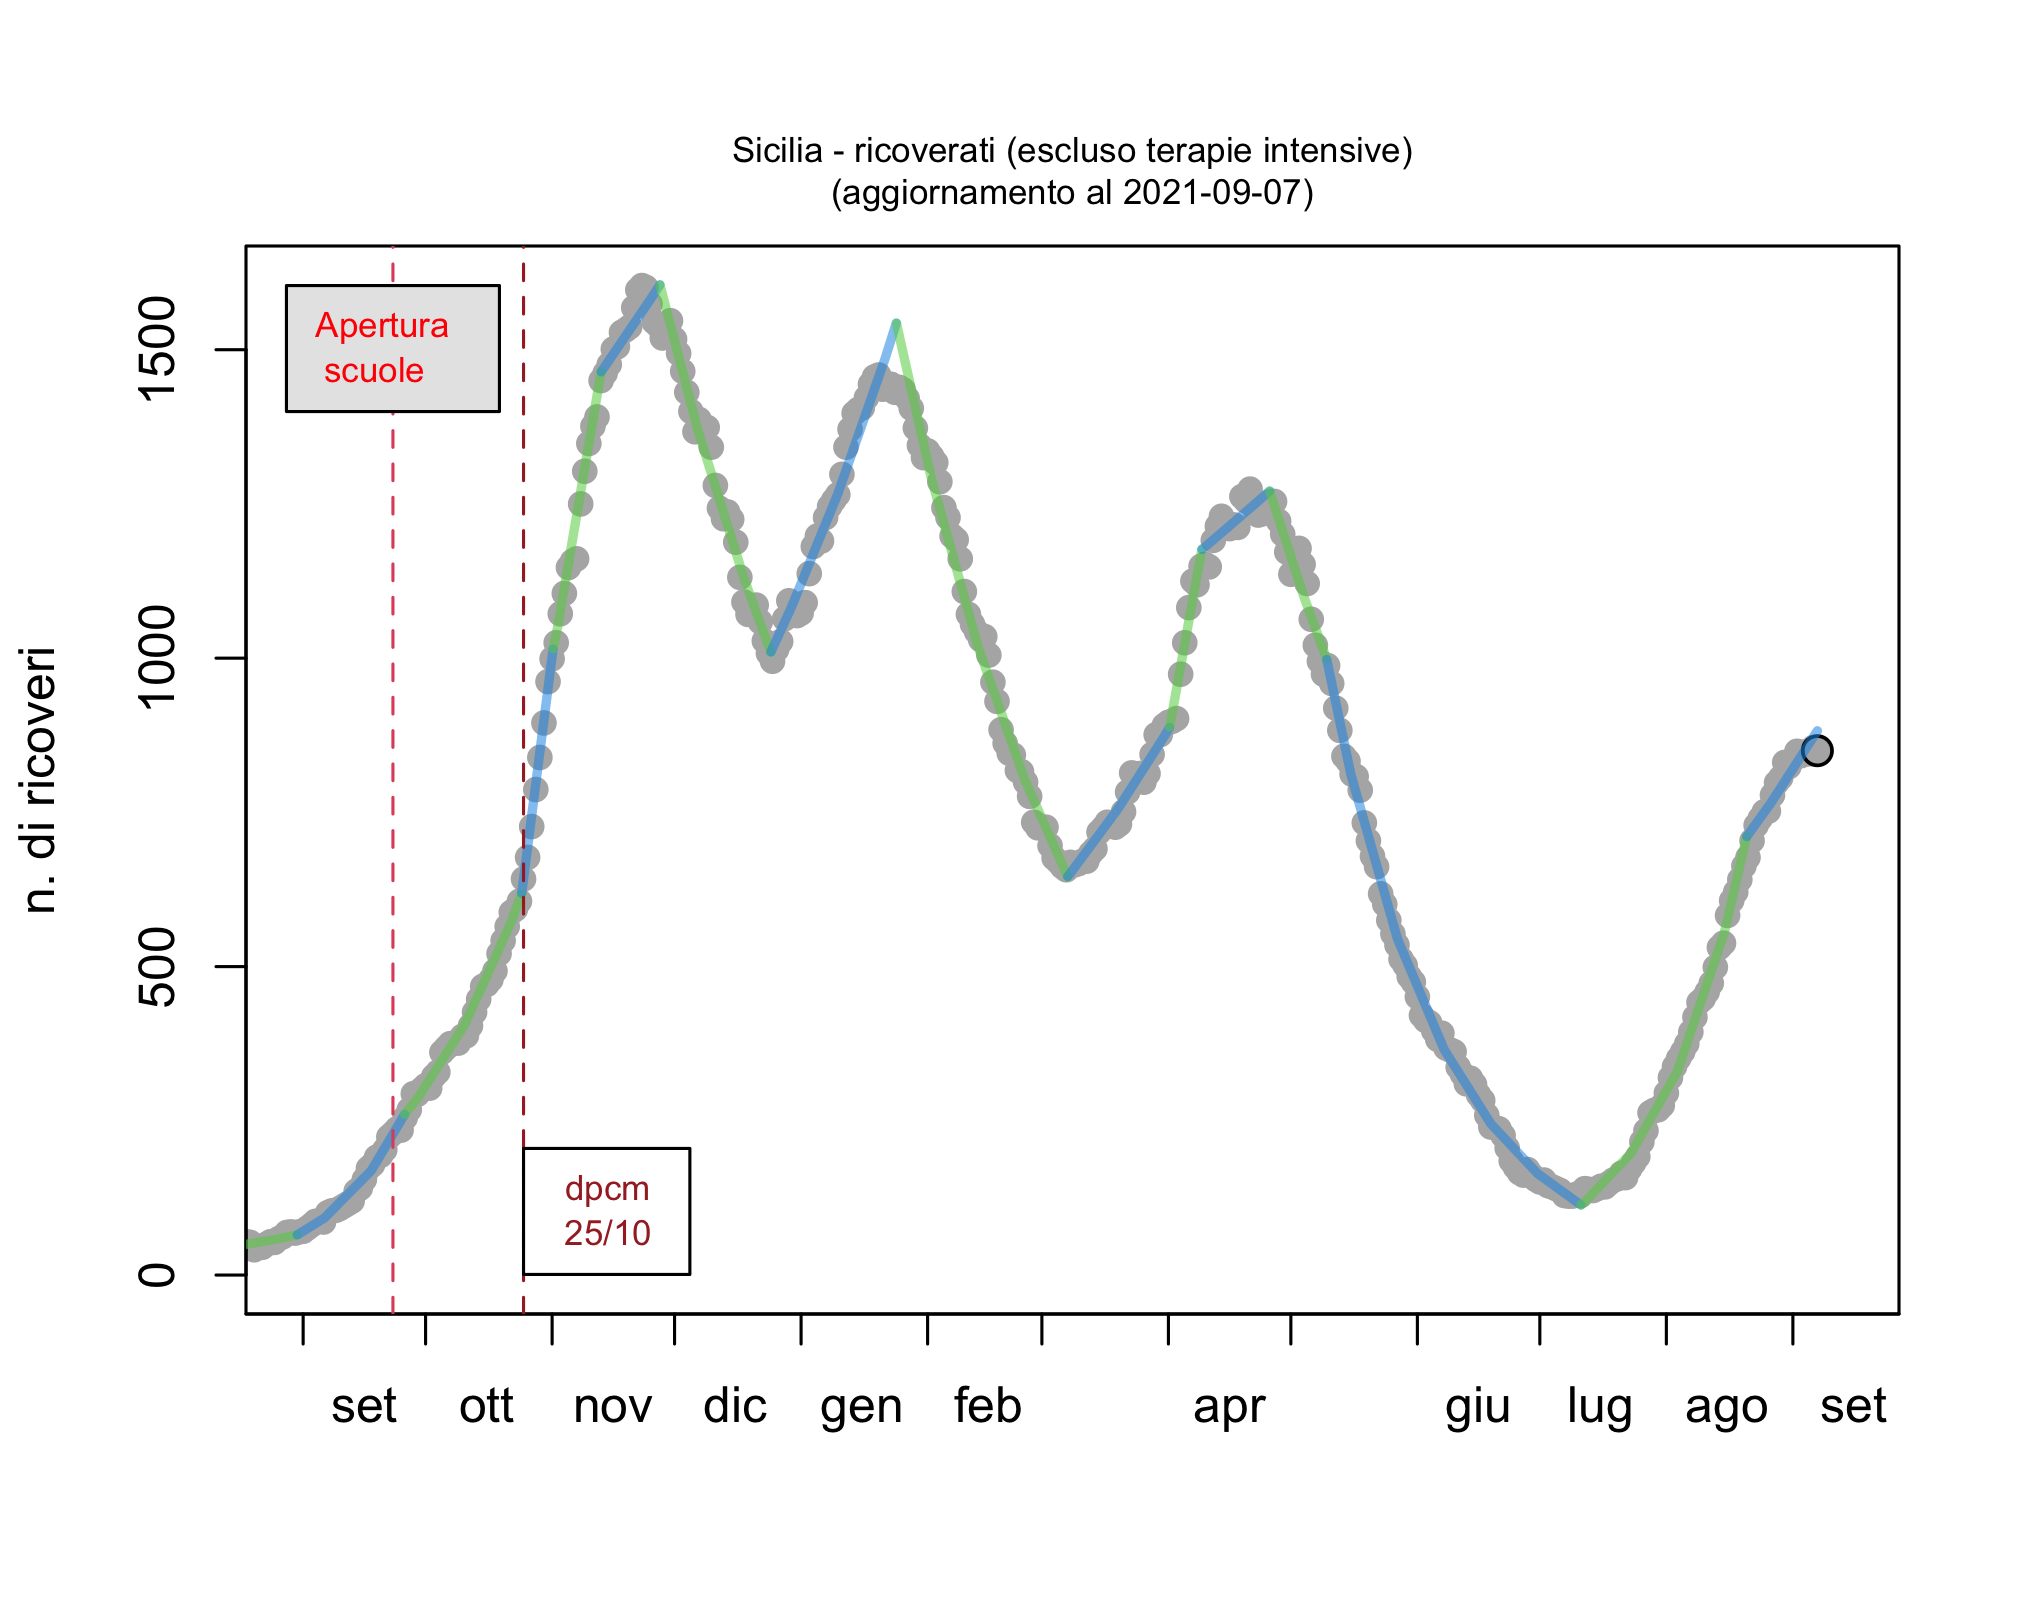 Sicilia - ricoverati (escluso terapie intensive)
(aggiornamento al 2021-09-07)
Apertura
scuole
dpcm
25/10
n. di ricoveri
1500
1000
500
0
set ott nov dic gen feb apr giu lug ago set